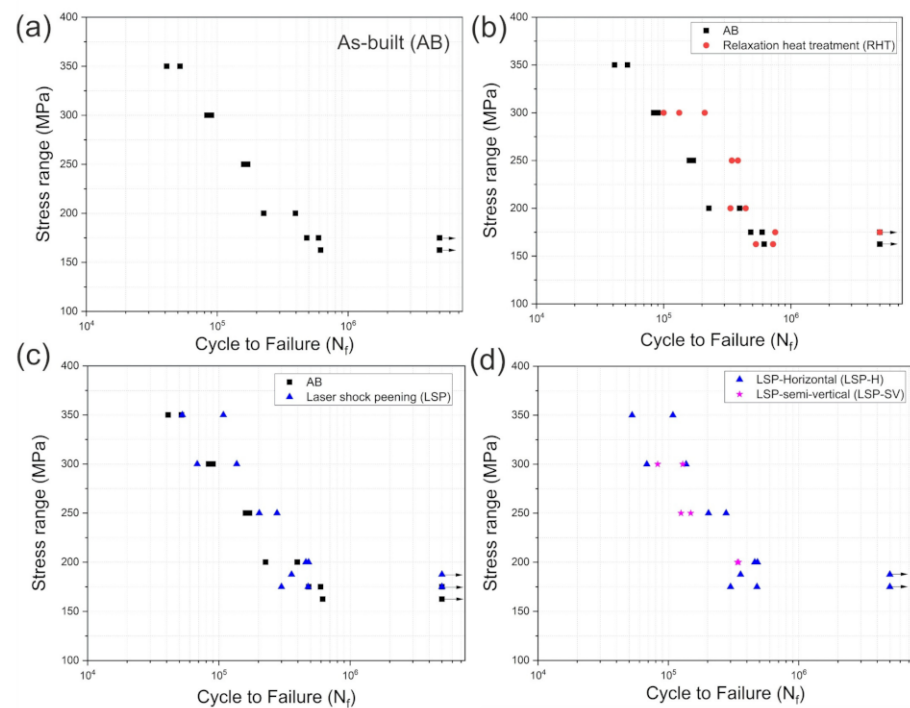 (a)
As-built (AB)
400
350
300
250
200
150
100
Stress range (MPa)
10⁴
10⁵
10⁶
Cycle to Failure (Nf)
(b)
AB
Relaxation heat treatment (RHT)
400
350
300
250
200
150
100
Stress range (MPa)
10⁴
10⁵
10⁶
Cycle to Failure (Nf)
(c)
AB
Laser shock peening (LSP)
400
350
300
250
200
150
100
Stress range (MPa)
10⁴
10⁵
10⁶
Cycle to Failure (Nf)
(d)
LSP-Horizontal (LSP-H)
LSP-semi-vertical (LSP-SV)
400
350
300
250
200
150
100
Stress range (MPa)
10⁴
10⁵
10⁶
Cycle to Failure (Nf)